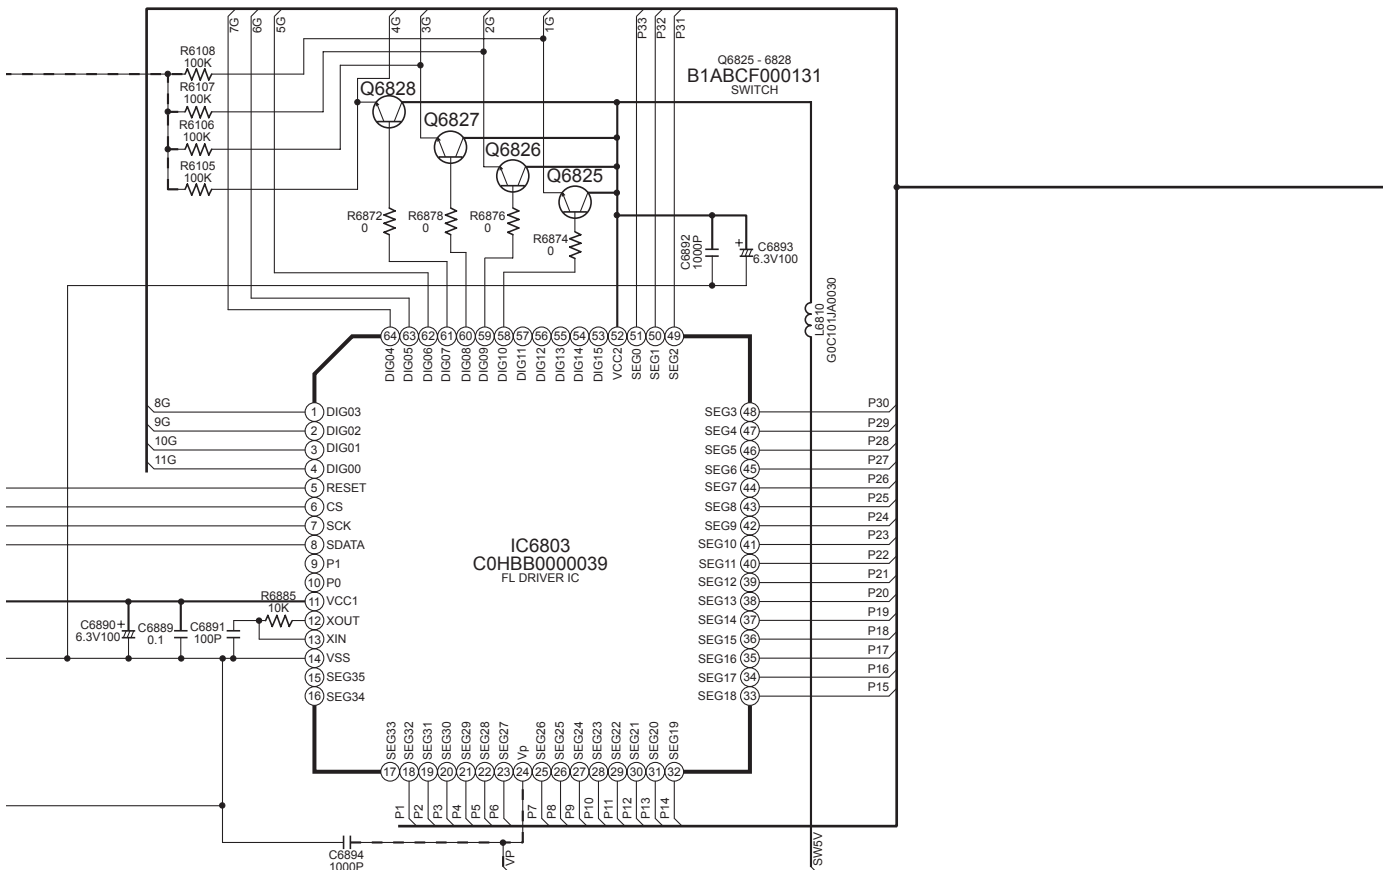 7G
6G
5G
4G
3G
2G
1G
P33
P32
P31
R6108
100K
R6107
100K
R6106
100K
R6105
100K
Q6828
Q6827
Q6826
Q6825
Q6825 - 6828
B1ABCF000131
SWITCH
R6872
0
R6878
0
R6876
0
R6874
0
C6892
1000P
+
C6893
6.3V100
L6810
G0C101JA0030
64
63
62
61
60
59
58
57
56
55
54
53
52
51
50
49
DIG04
DIG05
DIG06
DIG07
DIG08
DIG09
DIG10
DIG11
DIG12
DIG13
DIG14
DIG15
VCC2
SEG0
SEG1
SEG2
8G
1 DIG03
9G
2 DIG02
10G
3 DIG01
11G
4 DIG00
5 RESET
6 CS
7 SCK
8 SDATA
9 P1
10 P0
11 VCC1
12 XOUT
13 XIN
14 VSS
15 SEG35
16 SEG34
R6885
10K
C6890 +
6.3V100
C6889
0.1
C6891
100P
IC6803
C0HBB0000039
FL DRIVER IC
SEG3 48 P30
SEG4 47 P29
SEG5 46 P28
SEG6 45 P27
SEG7 44 P26
SEG8 43 P25
SEG9 42 P24
SEG10 41 P23
SEG11 40 P22
SEG12 39 P21
SEG13 38 P20
SEG14 37 P19
SEG15 36 P18
SEG16 35 P17
SEG17 34 P16
SEG18 33 P15
SEG33
SEG32
SEG31
SEG30
SEG29
SEG28
SEG27
Vp
SEG26
SEG25
SEG24
SEG23
SEG22
SEG21
SEG20
SEG19
17
18
19
20
21
22
23
24
25
26
27
28
29
30
31
32
P1
P2
P3
P4
P5
P6
P7
P8
P9
P10
P11
P12
P13
P14
C6894
1000P
VP
SW5V